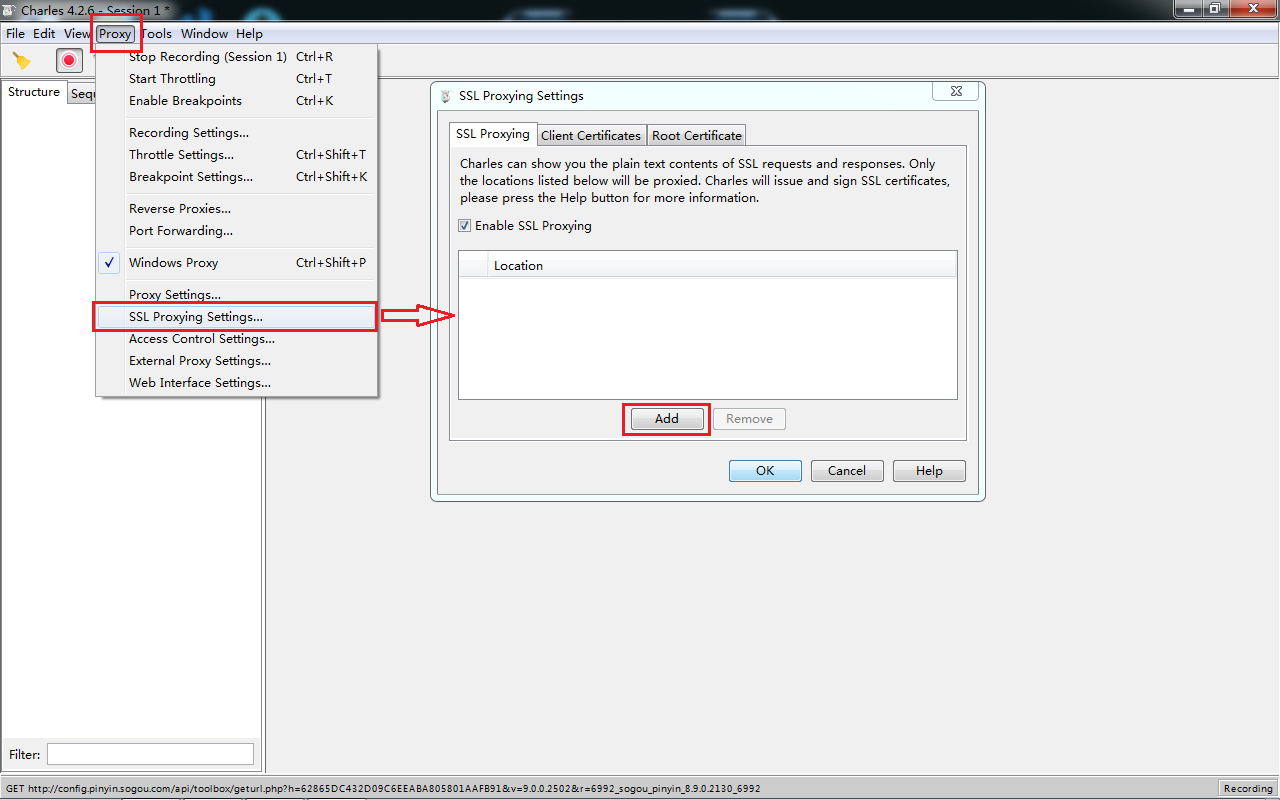 Charles 4.2.6 - Session 1 *
File Edit View Proxy Tools Window Help
Stop Recording (Session 1) Ctrl+R
Start Throttling Ctrl+T
Enable Breakpoints Ctrl+K
Recording Settings...
Throttle Settings... Ctrl+Shift+T
Breakpoint Settings... Ctrl+Shift+K
Reverse Proxies...
Port Forwarding...
Windows Proxy Ctrl+Shift+P
Proxy Settings...
SSL Proxying Settings...
Access Control Settings...
External Proxy Settings...
Web Interface Settings...
Structure Sequ
SSL Proxying Settings
SSL Proxying Client Certificates Root Certificate
Charles can show you the plain text contents of SSL requests and responses. Only
the locations listed below will be proxied. Charles will issue and sign SSL certificates,
please press the Help button for more information.
Enable SSL Proxying
Location
Add Remove
OK Cancel Help
Filter:
GET http://config.pinyin.sogou.com/api/toolbox/geturl.php?h=62865DC432D09C6EEABA805801AAFB91&v=9.0.0.2502&r=6992_sogou_pinyin_8.9.0.2130_6992
Recording